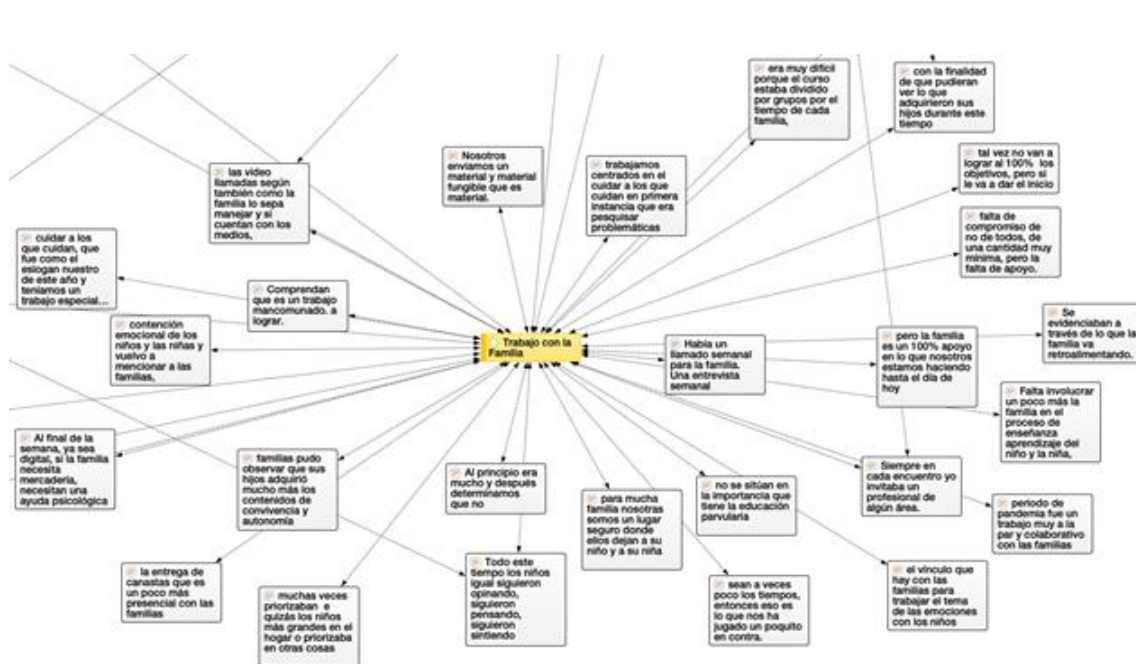 era muy difícil
porque el curso
estaba dividido
por grupos por el
tiempo de cada
familia,
con la finalidad
de que pudieran
ver lo que
adquirieron sus
hijos durante este
tiempo
Nosotros
enviamos un
material y material
fungible que es
material.
trabajamos
centrados en el
cuidar a los que
cuidan en primera
instancia que era
pesquisar
problemáticas
tal vez no van a
lograr al 100% los
objetivos, pero si
le va a dar el inicio
las video
llamadas según
también como la
familia lo sepa
manejar y si
cuentan con los
medios,
falta de
compromiso de
no de todos, de
una cantidad muy
mínima, pero la
falta de apoyo.
cuidar a los
que cuidan, que
fue como el
eslogan nuestro
de este año y
teníamos un
trabajo especial...
Comprendan
que es un trabajo
mancomunado. a
lograr.
contención
emocional de los
niños y las niñas y
vuelvo a
mencionar a las
familias,
Trabajo con la
Familia
Había un
llamado semanal
para la familia.
Una entrevista
semanal
pero la familia
es un 100% apoyo
en lo que nosotros
estamos haciendo
hasta el día de
hoy
Se
evidenciaban a
través de lo que la
familia va
retroalimentando.
Falta involucrar
un poco más la
familia en el
proceso de
enseñanza
aprendizaje del
niño y la niña,
Al final de la
semana, ya sea
digital, si la familia
necesita
mercadería,
necesitan una
ayuda psicológica
familias pudo
observar que sus
hijos adquirió
mucho más los
contenidos de
convivencia y
autonomía
Al principio era
mucho y después
determinamos
que no
para mucha
familia nosotras
somos un lugar
seguro donde
ellos dejan a su
niño y a su niña
no se sitúan en
la importancia que
tiene la educación
parvularia
Siempre en
cada encuentro yo
invitaba un
profesional de
algún área.
periodo de
pandemia fue un
trabajo muy a la
par y colaborativo
con las familias
la entrega de
canastas que es
un poco más
presencial con las
familias
muchas veces
priorizaban e
quizás los niños
más grandes en el
hogar o priorizaba
en otras cosas
Todo este
tiempo los niños
igual siguieron
opinando,
siguieron
pensando,
siguieron
sintiendo
sean a veces
poco los tiempos,
entonces eso es
lo que nos ha
jugado un poquito
en contra.
el vínculo que
hay con las
familias para
trabajar el tema
de las emociones
con los niños